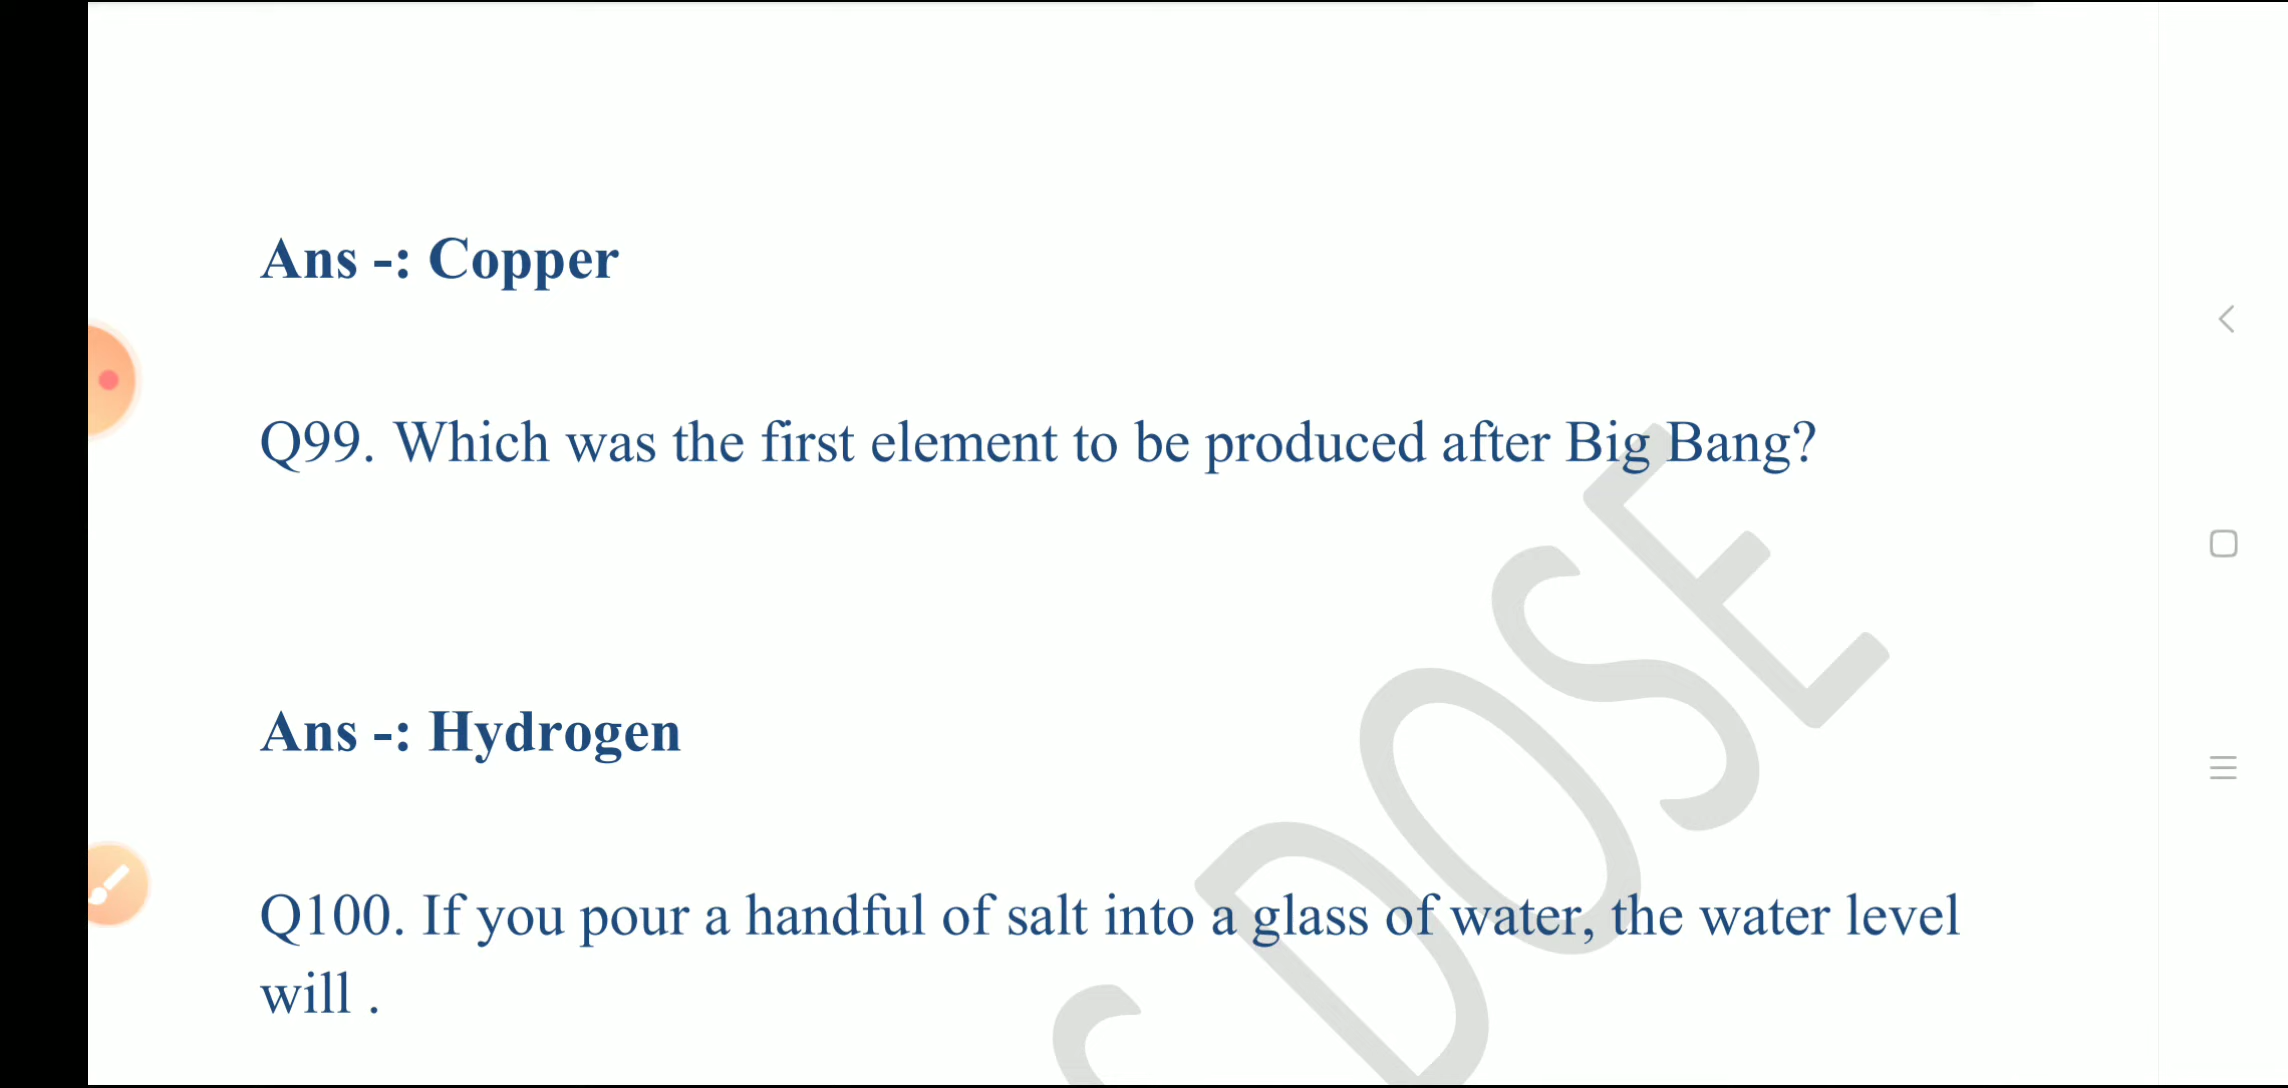 Ans -: Copper
Q99. Which was the first element to be produced after Big Bang?
Ans -: Hydrogen
Q100. If you pour a handful of salt into a glass of water, the water level
will .
DOSE